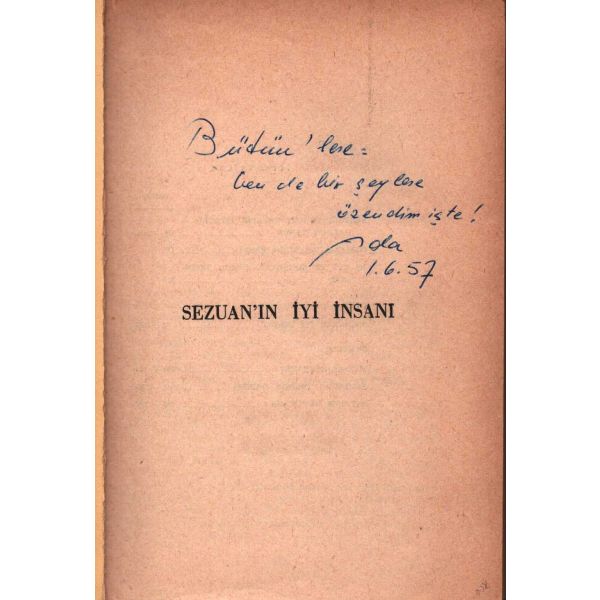 Bütün'lere:
ben de bir şeylere
özendim işte!
Ada
1.6.57
SEZUAN'IN İYİ İNSANI